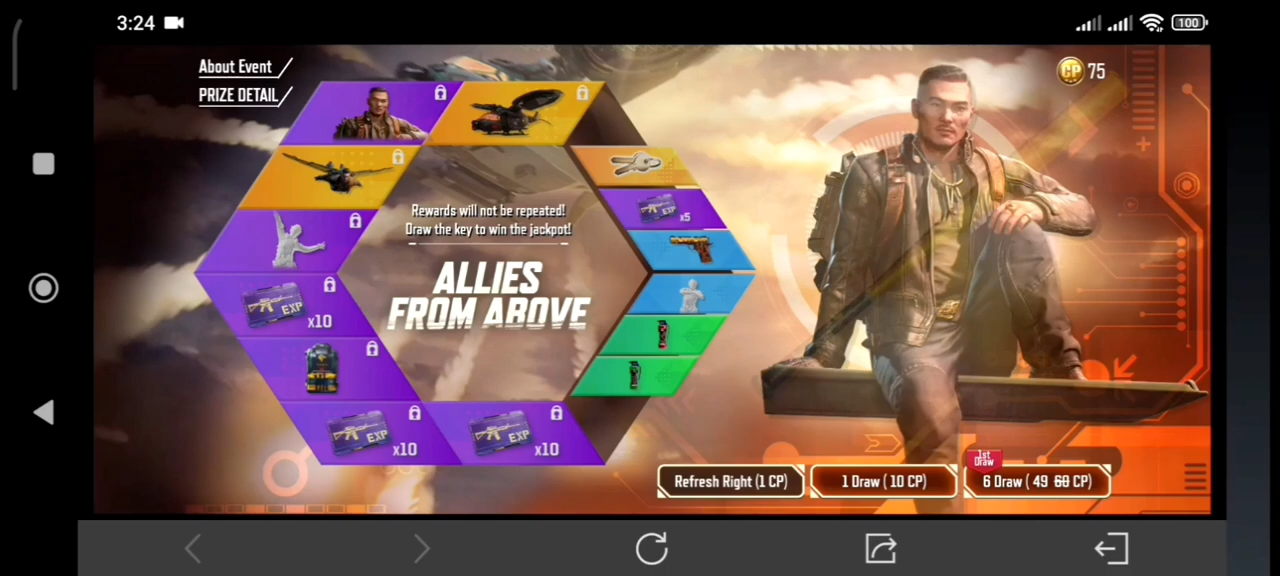 3:24
100
About Event
PRIZE DETAIL
CP 75
Rewards will not be repeated!
Draw the key to win the jackpot!
ALLIES
FROM ABOVE
EXP x5
EXP x10
EXP x10
EXP x10
1st
Draw
Refresh Right (1 CP)
1 Draw ( 10 CP)
6 Draw ( 49 60 CP)